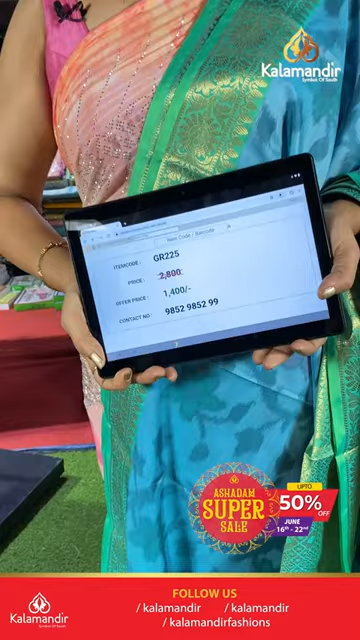 Kalamandir
Symbol Of South
Item Code / Barcode
ITEMCODE : GR225
PRICE : 2,800
OFFER PRICE : 1,400/-
CONTACT NO : 9852 9852 99
ASHADAM
SUPER
SALE
UPTO
50% OFF
JUNE
16th - 22nd
FOLLOW US
/ kalamandir / kalamandir
/ kalamandirfashions
Kalamandir
Symbol Of South